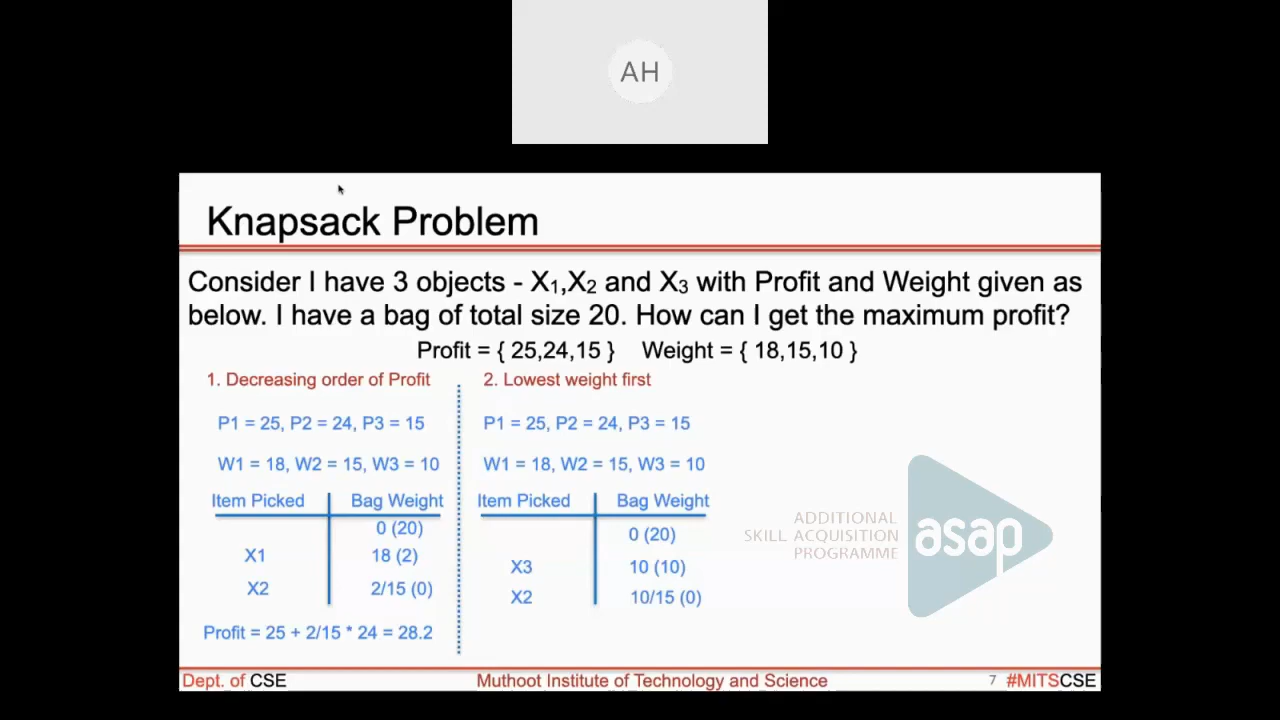 AH
Knapsack Problem
Consider I have 3 objects - X1,X2 and X3 with Profit and Weight given as
below. I have a bag of total size 20. How can I get the maximum profit?
Profit = { 25,24,15 } Weight = { 18,15,10 }
1. Decreasing order of Profit
P1 = 25, P2 = 24, P3 = 15
W1 = 18, W2 = 15, W3 = 10
Item Picked Bag Weight
0 (20)
X1 18 (2)
X2 2/15 (0)
Profit = 25 + 2/15 * 24 = 28.2
2. Lowest weight first
P1 = 25, P2 = 24, P3 = 15
W1 = 18, W2 = 15, W3 = 10
Item Picked Bag Weight
0 (20)
X3 10 (10)
X2 10/15 (0)
ADDITIONAL
SKILL ACQUISITION
PROGRAMME
asap
Dept. of CSE Muthoot Institute of Technology and Science 7 #MITSCSE